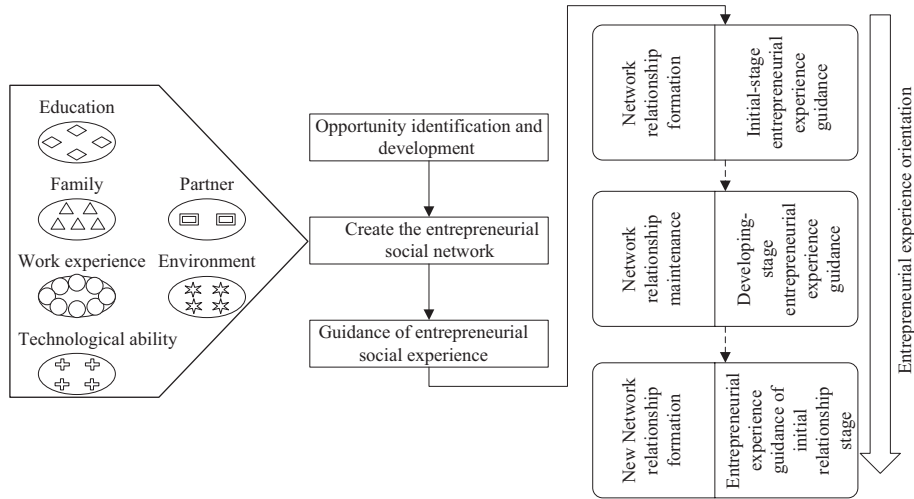 Education
Family
Partner
Work experience
Environment
Technological ability
Opportunity identification and
development
Create the entrepreneurial
social network
Guidance of entrepreneurial
social experience
Network
relationship
formation
Initial-stage
entrepreneurial
experience
guidance
Network
relationship
maintenance
Developing-
stage
entrepreneurial
experience
guidance
New Network
relationship
formation
Entrepreneurial
experience
guidance of
initial
relationship
stage
Entrepreneurial experience orientation